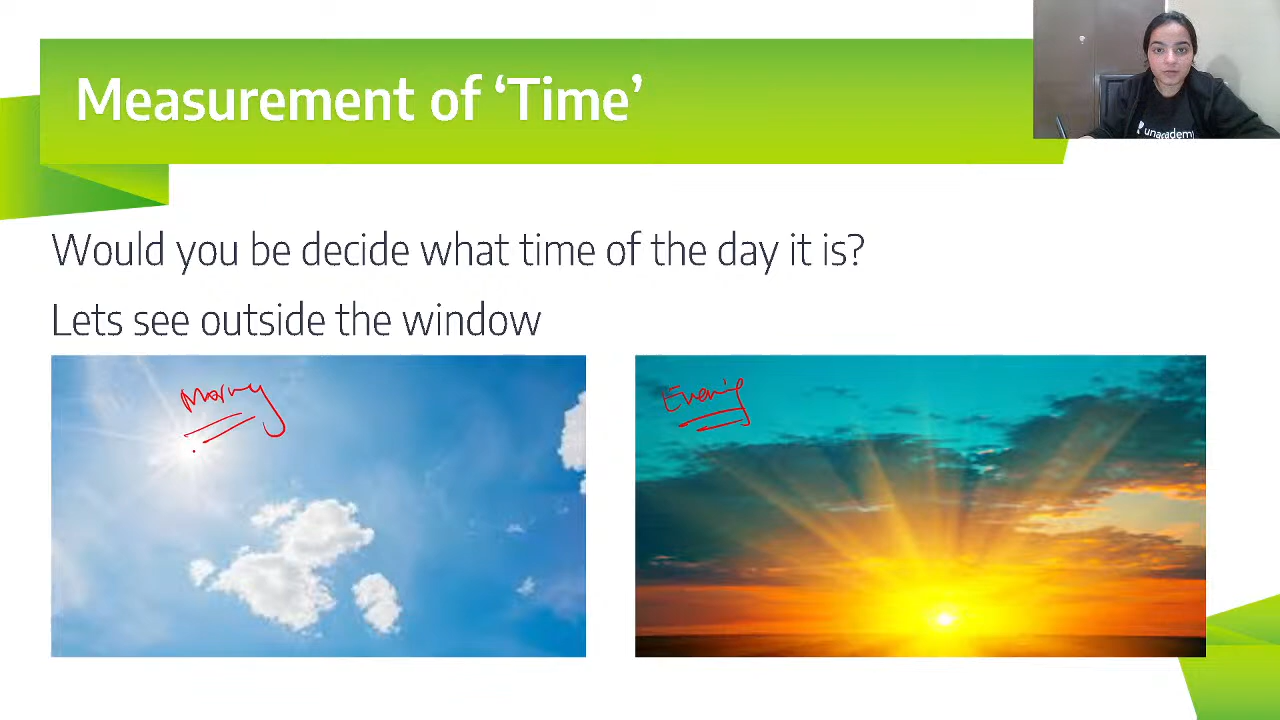 Measurement of ‘Time’
unacademy
Would you be decide what time of the day it is?
Lets see outside the window
Morning
Evening